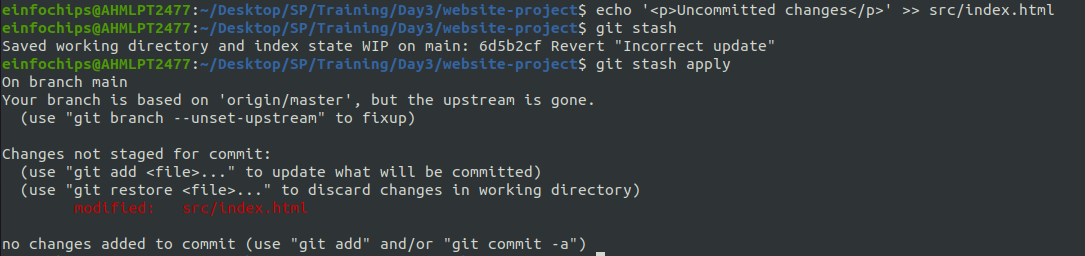 einfochips@AHMLPT2477:~/Desktop/SP/Training/Day3/website-project$ echo '<p>Uncommitted changes</p>' >> src/index.html
einfochips@AHMLPT2477:~/Desktop/SP/Training/Day3/website-project$ git stash
Saved working directory and index state WIP on main: 6d5b2cf Revert "Incorrect update"
einfochips@AHMLPT2477:~/Desktop/SP/Training/Day3/website-project$ git stash apply
On branch main
Your branch is based on 'origin/master', but the upstream is gone.
  (use "git branch --unset-upstream" to fixup)

Changes not staged for commit:
  (use "git add <file>..." to update what will be committed)
  (use "git restore <file>..." to discard changes in working directory)
        modified:   src/index.html

no changes added to commit (use "git add" and/or "git commit -a")